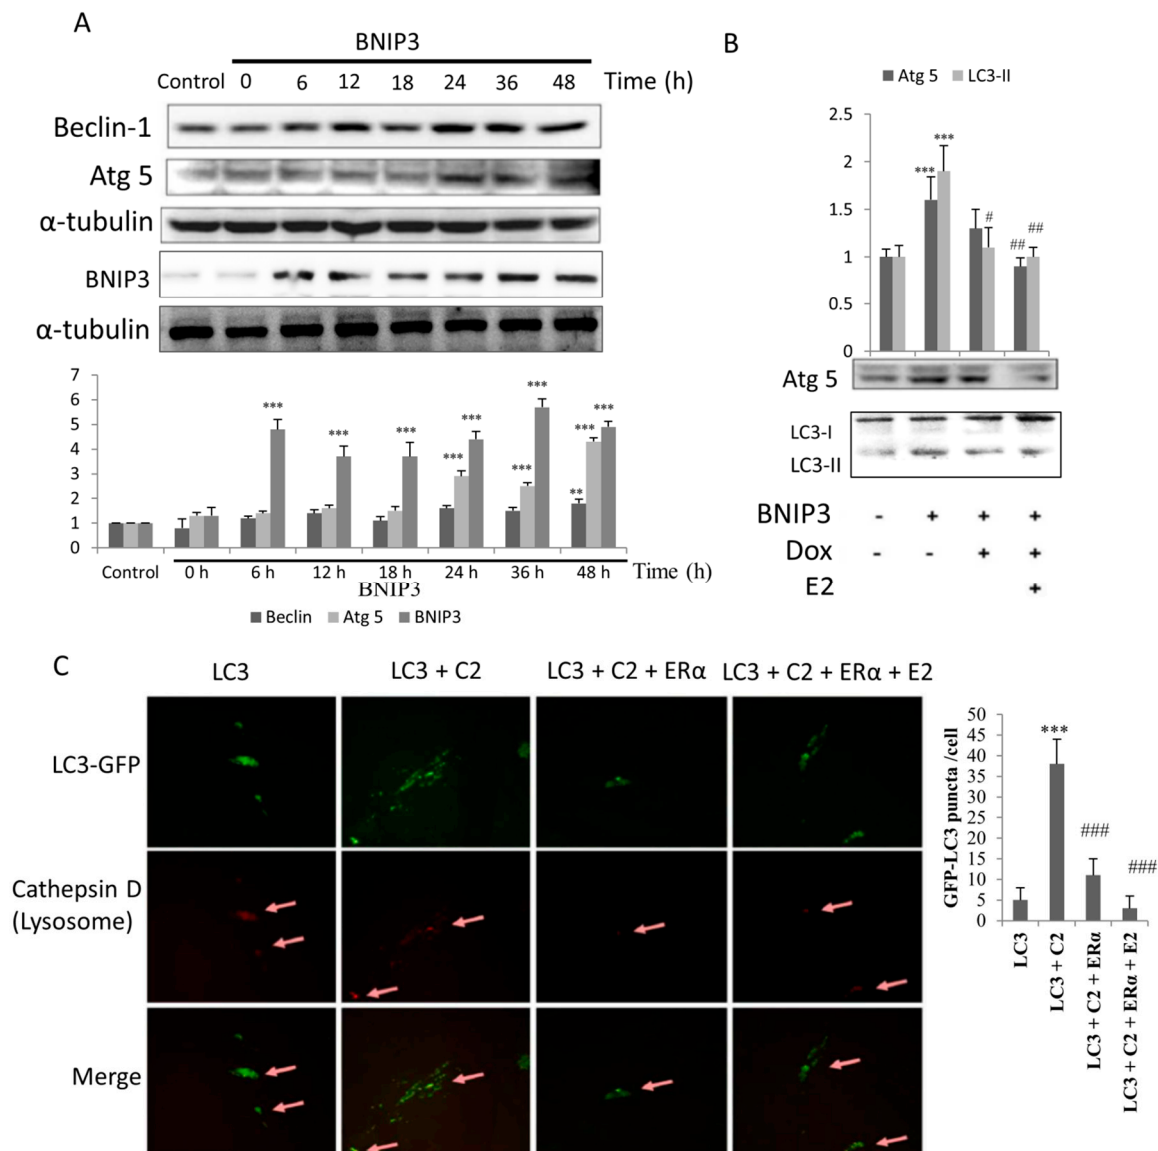 A
BNIP3
Control 0 6 12 18 24 36 48 Time (h)
Beclin-1
Atg 5
α-tubulin
BNIP3
α-tubulin
7
6
5
4
3
2
1
0
*** *** *** *** *** *** *** ** *** ***
Control 0 h 6 h 12 h 18 h 24 h 36 h 48 h Time (h)
BNIP3
Beclin Atg 5 BNIP3
B
Atg 5 LC3-II
2.5
2
1.5
1
0.5
0
*** *** # ## ##
Atg 5
LC3-I
LC3-II
BNIP3 - + + +
Dox - - + +
E2 +
C
LC3 LC3 + C2 LC3 + C2 + ERα LC3 + C2 + ERα + E2
LC3-GFP
Cathepsin D
(Lysosome)
Merge
GFP-LC3 puncta /cell
50
45
40
35
30
25
20
15
10
5
0
*** ### ###
LC3
LC3 + C2
LC3 + C2 + ERα
LC3 + C2 + ERα + E2